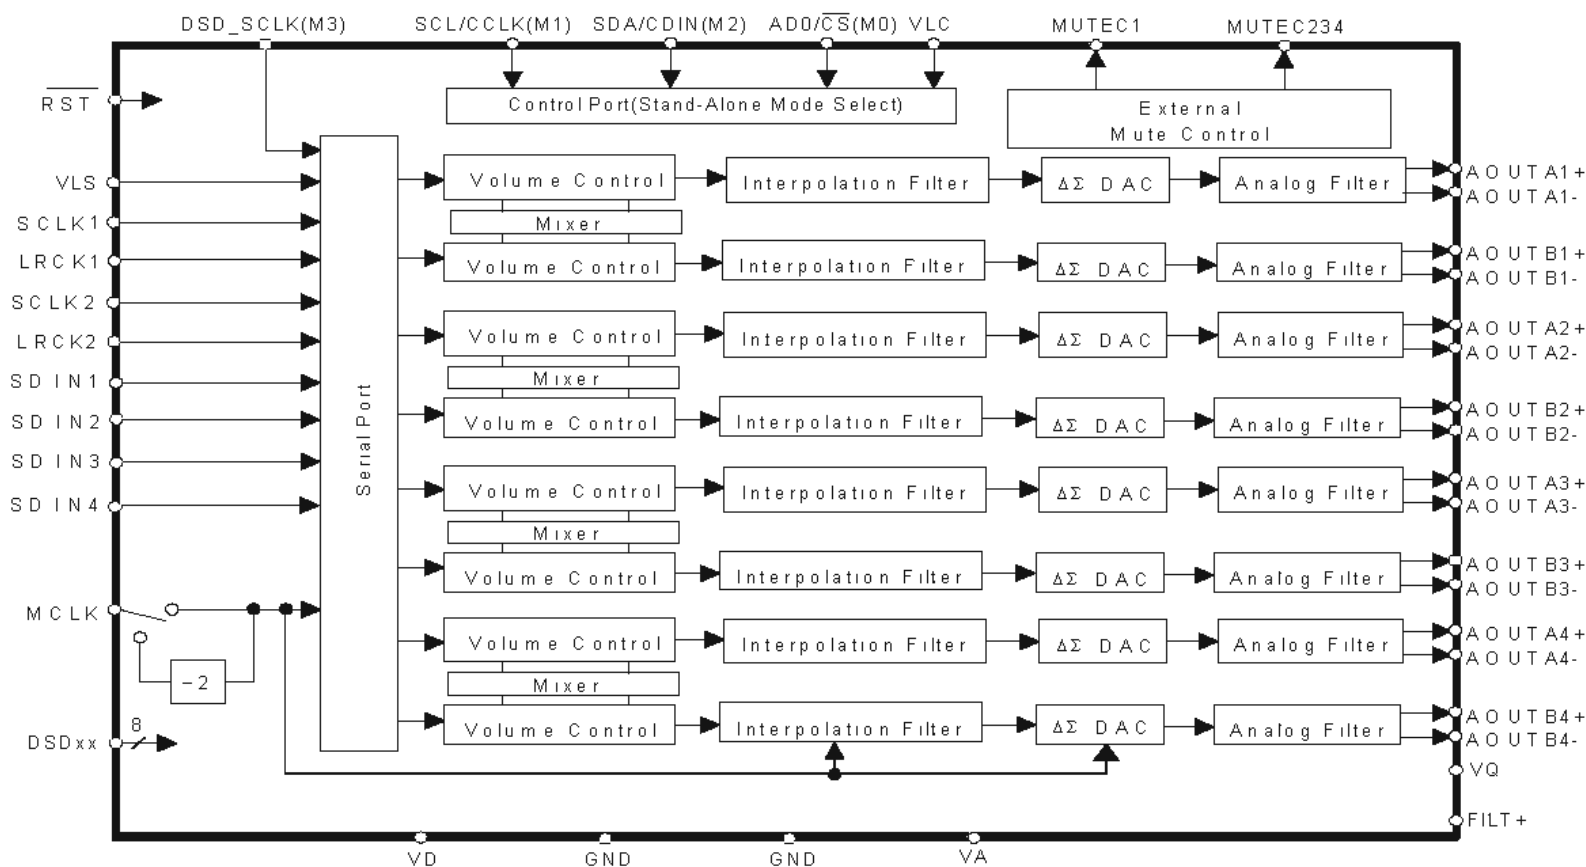 DSD_SCLK(M3)
SCL/CCLK(M1)
SDA/CDIN(M2)
AD0/CS(M0)
VLC
MUTEC1
MUTEC234
RST
Control Port(Stand-Alone Mode Select)
External
Mute Control
VLS
SCLK1
LRCK1
SCLK2
LRCK2
SDIN1
SDIN2
SDIN3
SDIN4
MCLK
-2
8
DSDxx
Serial Port
Volume Control
Interpolation Filter
ΔΣ DAC
Analog Filter
AOUTA1+
AOUTA1-
Mixer
Volume Control
Interpolation Filter
ΔΣ DAC
Analog Filter
AOUTB1+
AOUTB1-
Volume Control
Interpolation Filter
ΔΣ DAC
Analog Filter
AOUTA2+
AOUTA2-
Mixer
Volume Control
Interpolation Filter
ΔΣ DAC
Analog Filter
AOUTB2+
AOUTB2-
Volume Control
Interpolation Filter
ΔΣ DAC
Analog Filter
AOUTA3+
AOUTA3-
Mixer
Volume Control
Interpolation Filter
ΔΣ DAC
Analog Filter
AOUTB3+
AOUTB3-
Volume Control
Interpolation Filter
ΔΣ DAC
Analog Filter
AOUTA4+
AOUTA4-
Mixer
Volume Control
Interpolation Filter
ΔΣ DAC
Analog Filter
AOUTB4+
AOUTB4-
VQ
FILT+
VD
GND
GND
VA